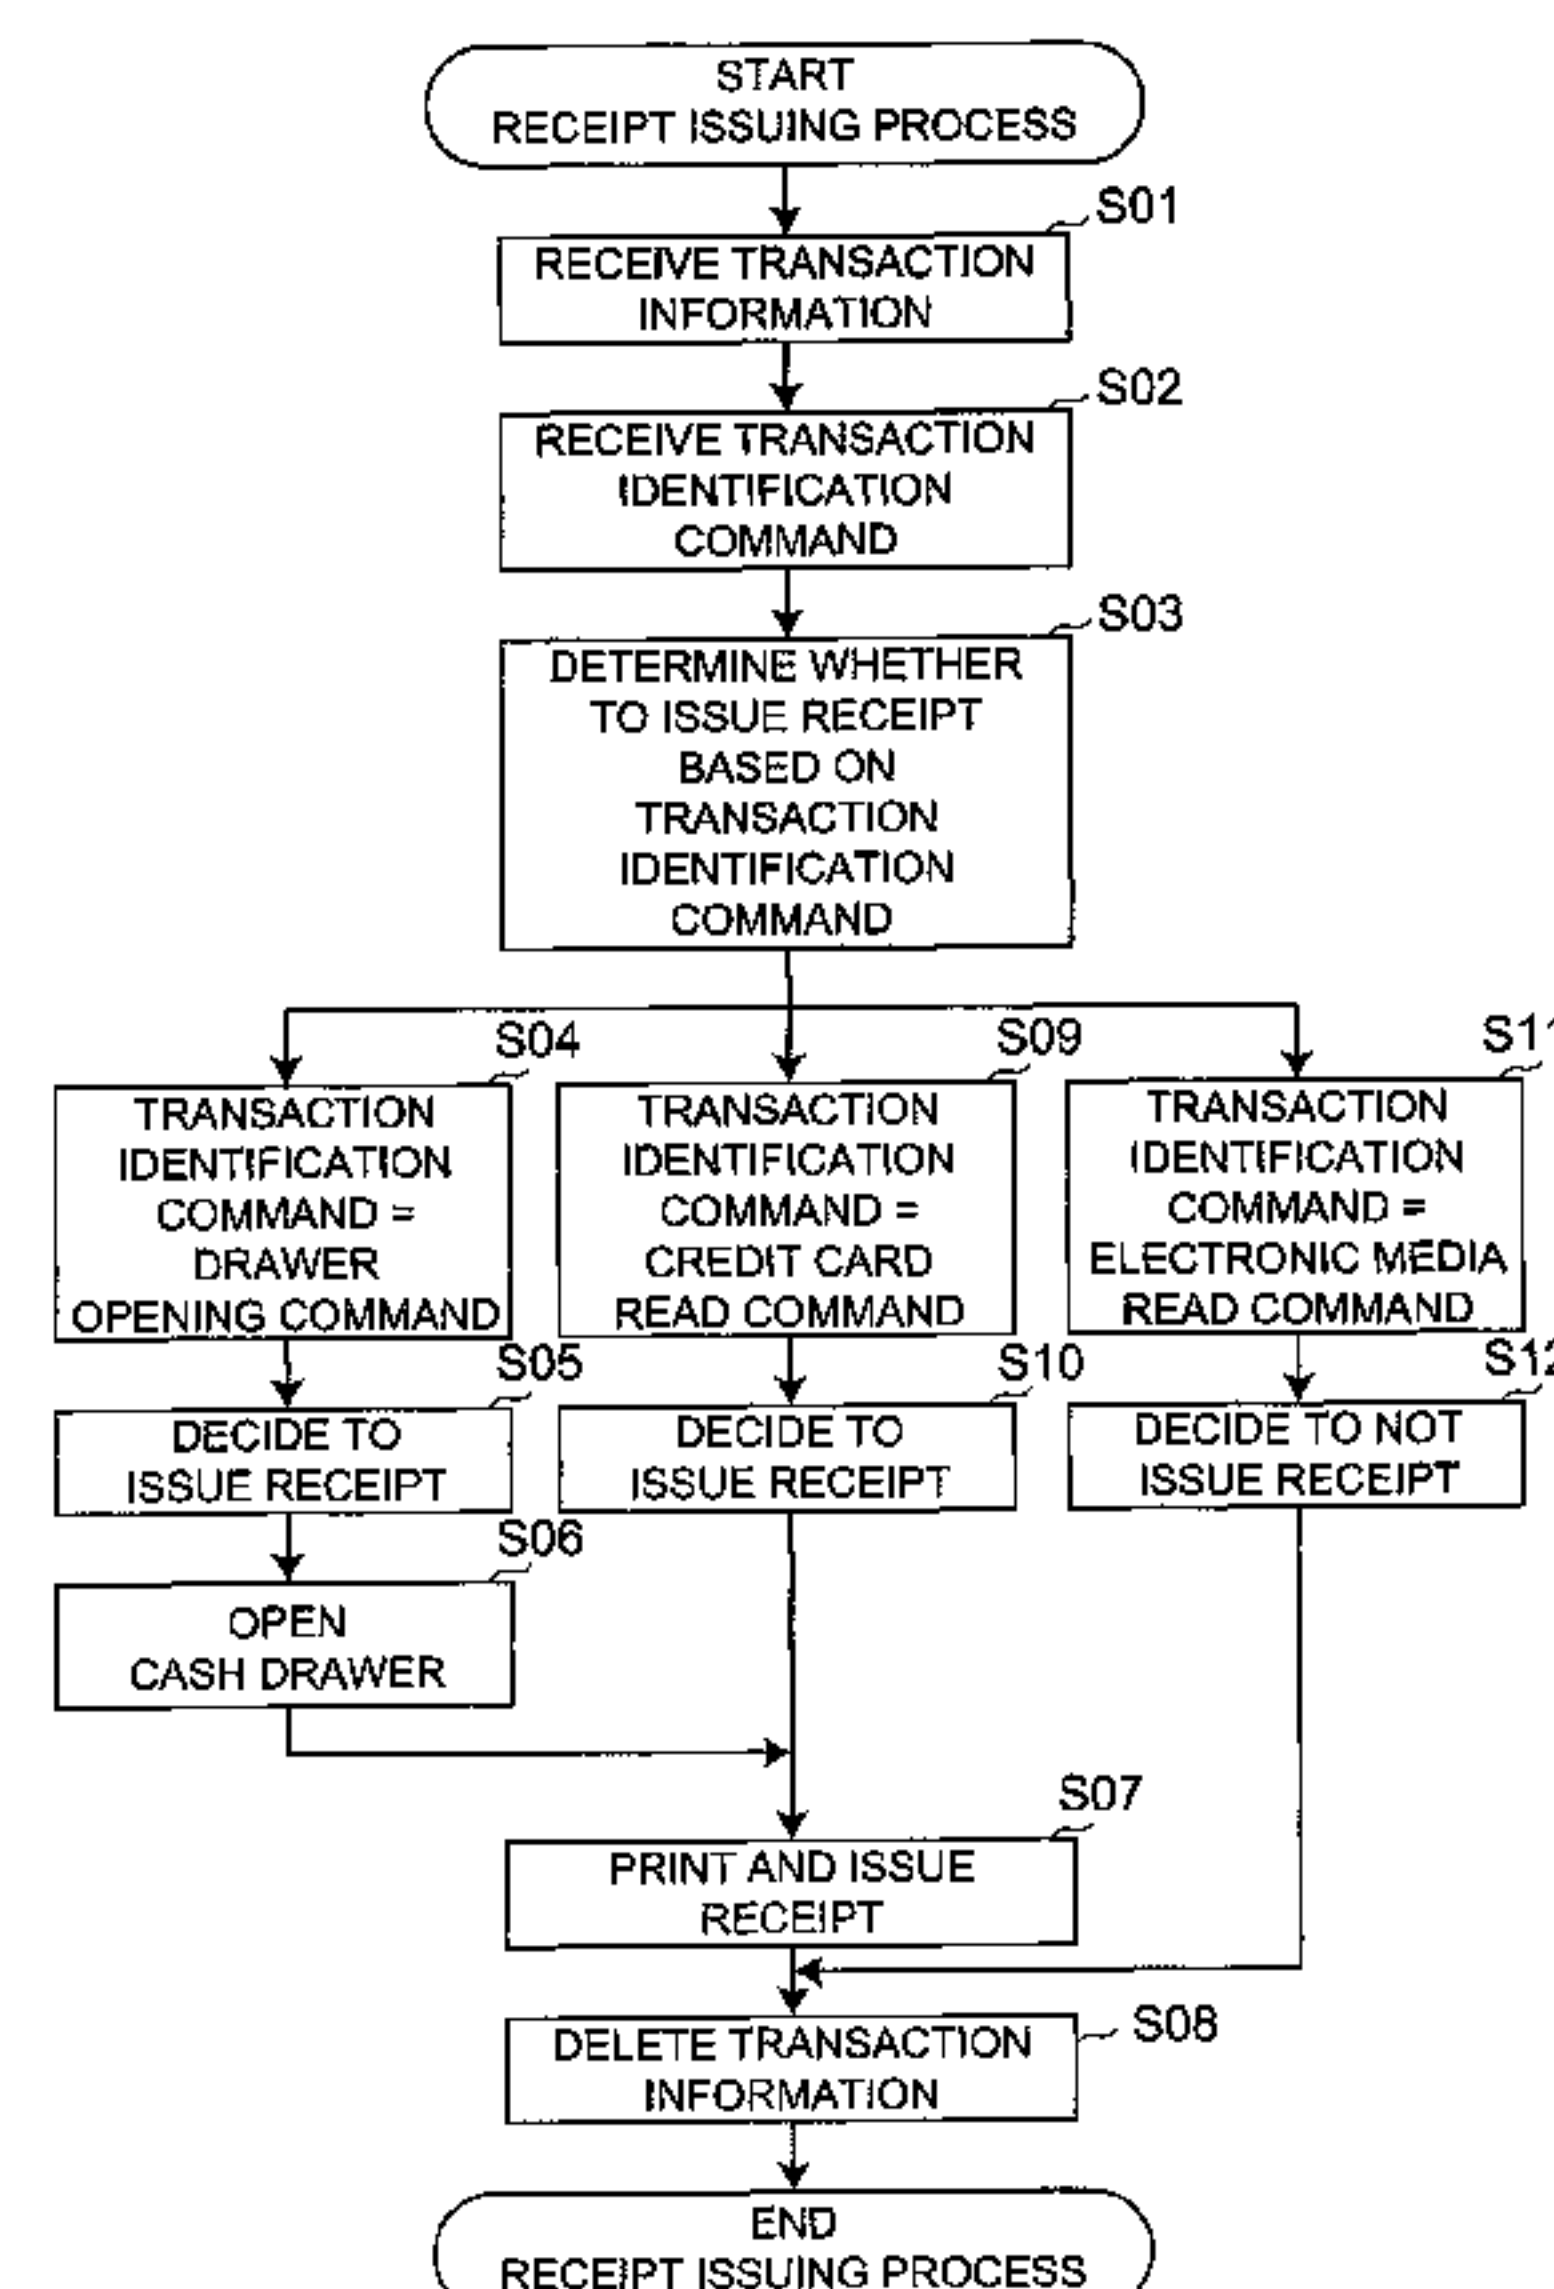 START
RECEIPT ISSUING PROCESS
S01
RECEIVE TRANSACTION
INFORMATION
S02
RECEIVE TRANSACTION
IDENTIFICATION
COMMAND
S03
DETERMINE WHETHER
TO ISSUE RECEIPT
BASED ON
TRANSACTION
IDENTIFICATION
COMMAND
S04
TRANSACTION
IDENTIFICATION
COMMAND =
DRAWER
OPENING COMMAND
S09
TRANSACTION
IDENTIFICATION
COMMAND =
CREDIT CARD
READ COMMAND
S11
TRANSACTION
IDENTIFICATION
COMMAND =
ELECTRONIC MEDIA
READ COMMAND
S05
DECIDE TO
ISSUE RECEIPT
S10
DECIDE TO
ISSUE RECEIPT
S12
DECIDE TO NOT
ISSUE RECEIPT
S06
OPEN
CASH DRAWER
S07
PRINT AND ISSUE
RECEIPT
S08
DELETE TRANSACTION
INFORMATION
END
RECEIPT ISSUING PROCESS